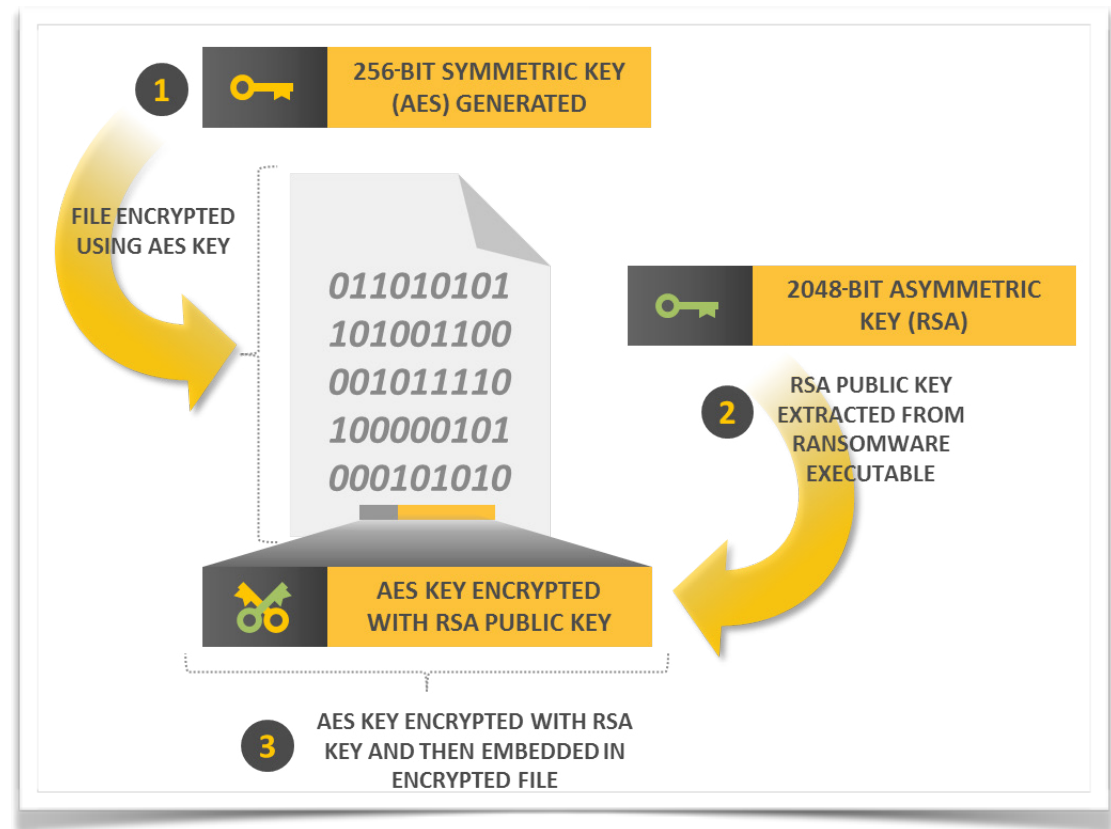 1
256-BIT SYMMETRIC KEY
(AES) GENERATED
FILE ENCRYPTED
USING AES KEY
011010101
101001100
001011110
100000101
000101010
2048-BIT ASYMMETRIC
KEY (RSA)
2
RSA PUBLIC KEY
EXTRACTED FROM
RANSOMWARE
EXECUTABLE
AES KEY ENCRYPTED
WITH RSA PUBLIC KEY
3
AES KEY ENCRYPTED WITH RSA
KEY AND THEN EMBEDDED IN
ENCRYPTED FILE